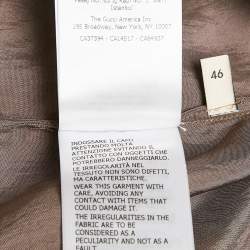 The Gucci America Inc
195 Broadway, New York, NY 10007
CA37394 - CA14517 - CA64937
46
INDOSSARE IL CAPO
PRESTANDO MOLTA
ATTENZIONE EVITANDO IL
CONTATTO CON OGGETTI CHE
POTREBBERO DANNEGGIARLO.
LE IRREGOLARITÀ NEL
TESSUTO NON SONO DIFETTI,
MA CARATTERISTICHE.
WEAR THIS GARMENT WITH
CARE, AVOIDING ANY
CONTACT WITH ITEMS THAT
COULD DAMAGE IT.
THE IRREGULARITIES IN THE
FABRIC ARE TO BE
CONSIDERED AS A
PECULIARITY AND NOT AS A
FAULT.